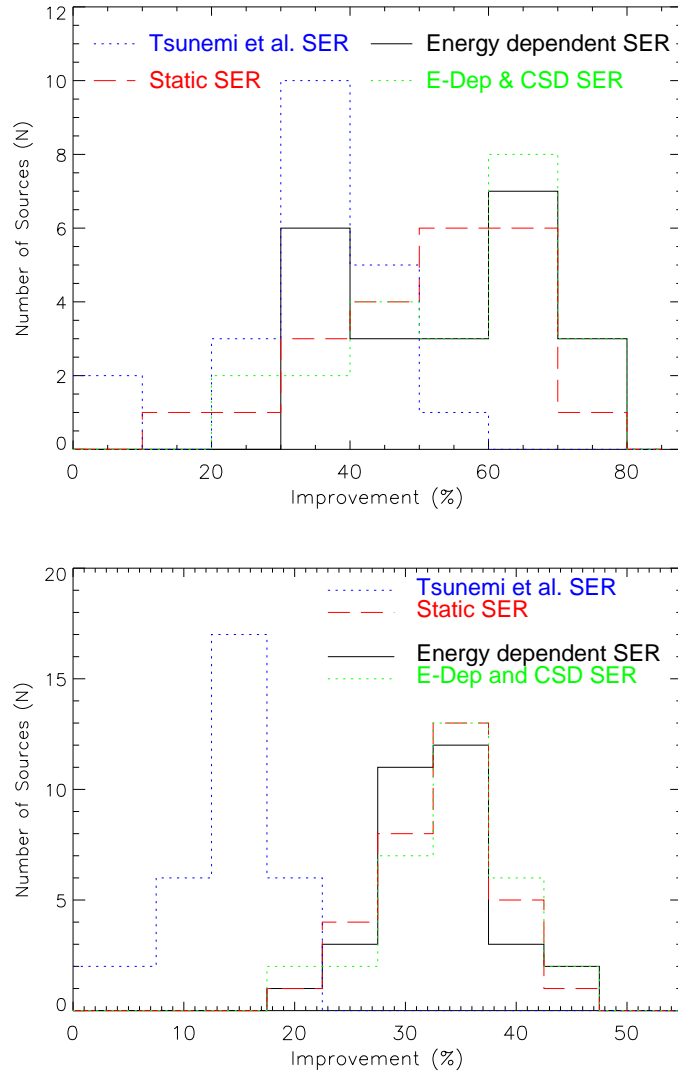 12
10
8
6
4
2
0
Number of Sources (N)
Tsunemi et al. SER
Energy dependent SER
Static SER
E-Dep & CSD SER
0 20 40 60 80
Improvement (%)
20
15
10
5
0
Number of Sources (N)
Tsunemi et al. SER
Static SER
Energy dependent SER
E-Dep and CSD SER
0 10 20 30 40 50
Improvement (%)